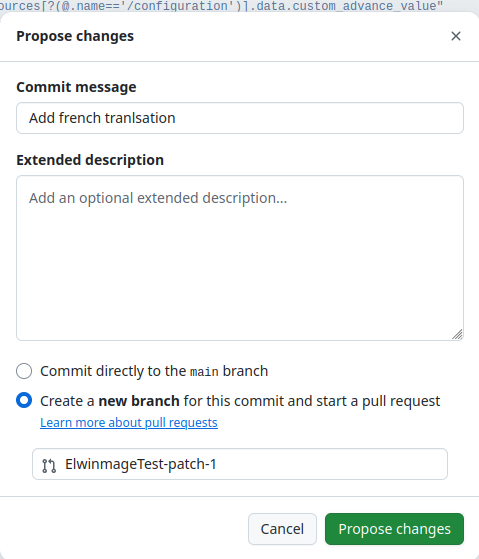 ources[?(@.name=='/configuration')].data.custom_advance_value"
Propose changes
Commit message
Add french tranlsation
Extended description
Add an optional extended description...
Commit directly to the main branch
Create a new branch for this commit and start a pull request
Learn more about pull requests
ElwinmageTest-patch-1
Cancel Propose changes